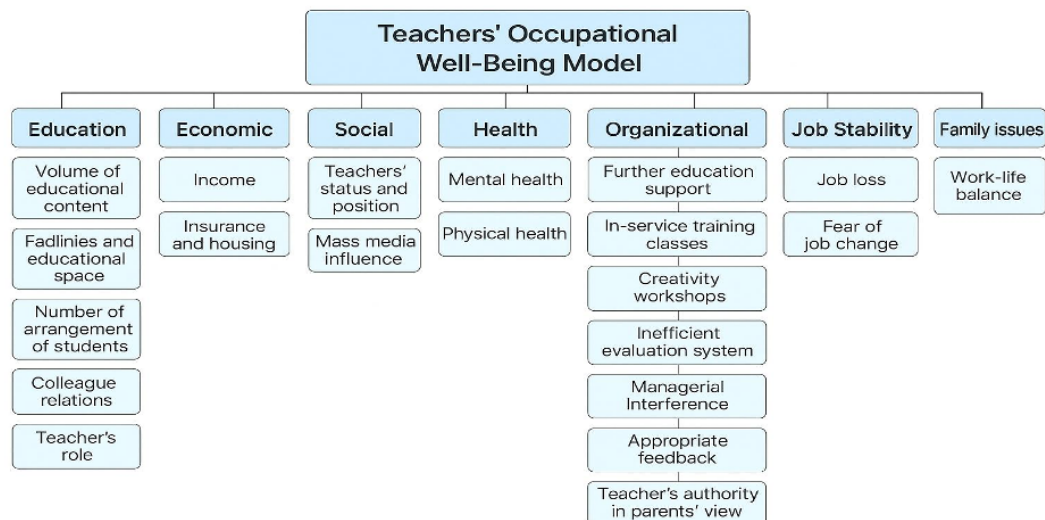 Teachers' Occupational
Well-Being Model
Education
Volume of
educational
content
Fadlinies and
educational
space
Number of
arrangement
of students
Colleague
relations
Teacher's
role
Economic
Income
Insurance
and housing
Social
Teachers'
status and
position
Mass media
influence
Health
Mental health
Physical health
Organizational
Further education
support
In-service training
classes
Creativity
workshops
Inefficient
evaluation system
Managerial
Interference
Appropriate
feedback
Teacher's authority
in parents' view
Job Stability
Job loss
Fear of
job change
Family issues
Work-life
balance